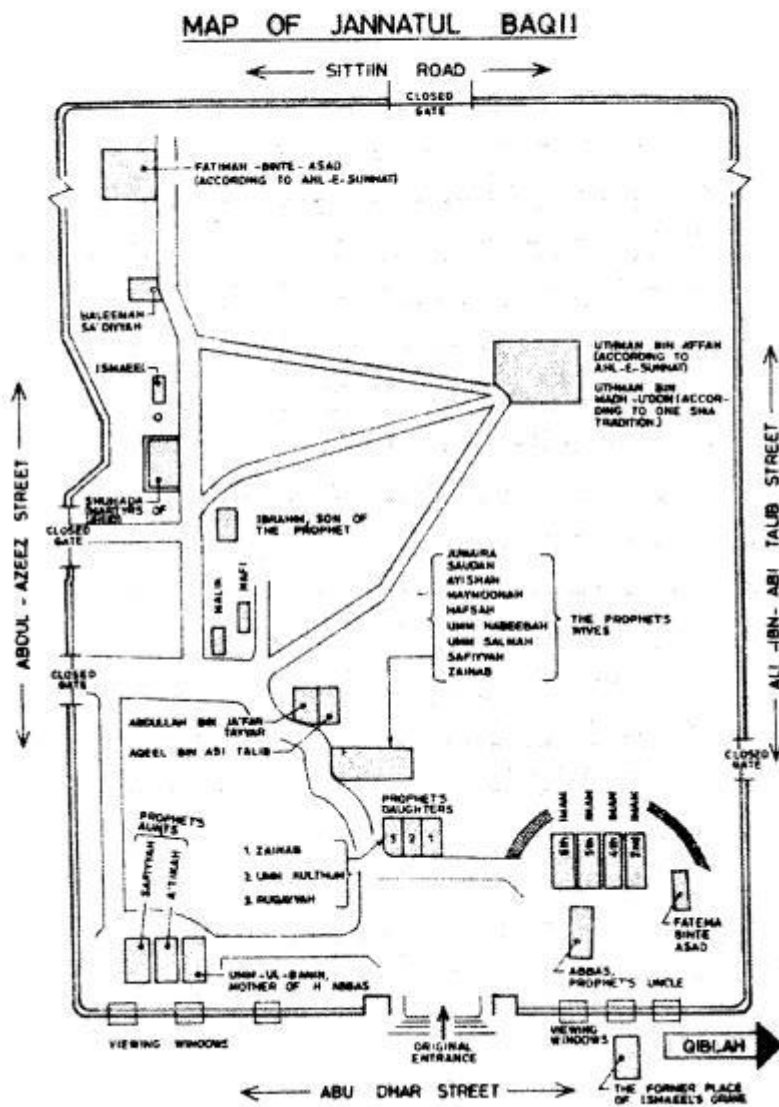 MAP OF JANNATUL BAQII
SITTIIN ROAD
CLOSED
GATE
FATIMAH -BINTE- ASAD
(ACCORDING TO AHL-E-SUNNAT)
HALEEMAH
SA'DIYYAH
ISMAEEL
UTHMAN BIN AFFAN
(ACCORDING TO
AHL-E-SUNNAT)
UTHMAN BIN
MADH-U'OON (ACCOR-
DING TO ONE SHIA
TRADITION.)
SHUHADA
(MARTYRS OF
CLOSED
GATE
IBRAHIM, SON OF
THE PROPHET
MALIK
NAFI
ABDUL - AZEEZ STREET
ALI -IBN- ABI TALIB STREET
JUWAIRA
SAUDAH
AYISHAH
MAYMOONAH
HAFSAH
UMM HABEEBAH
UMM SALMAH
SAFIYYAH
ZAINAB
THE PROPHET'S
WIVES
CLOSED
GATE
ABDULLAH BIN JA'FAR
TAYYAR
AQEEL BIN ABI TALIB
CLOSED
GATE
PROPHET'S
DAUGHTERS
3 2 1
1. ZAINAB
2. UMM KULTHUM
3. RUQAYYAH
IMAM IMAM IMAM IMAM
6th 5th 4th 2nd
PROPHET'S
AUNTS
SAFIYYAH
A'TIKAH
FATEMA
BINTE
ASAD
ABBAS,
PROPHET'S UNCLE
UMM-UL-BANIN,
MOTHER OF H ABBAS
VIEWING WINDOWS
ORIGINAL
ENTRANCE
VIEWING
WINDOWS
QIBLAH
ABU DHAR STREET
THE FORMER PLACE
OF ISMAEEL'S GRAVE